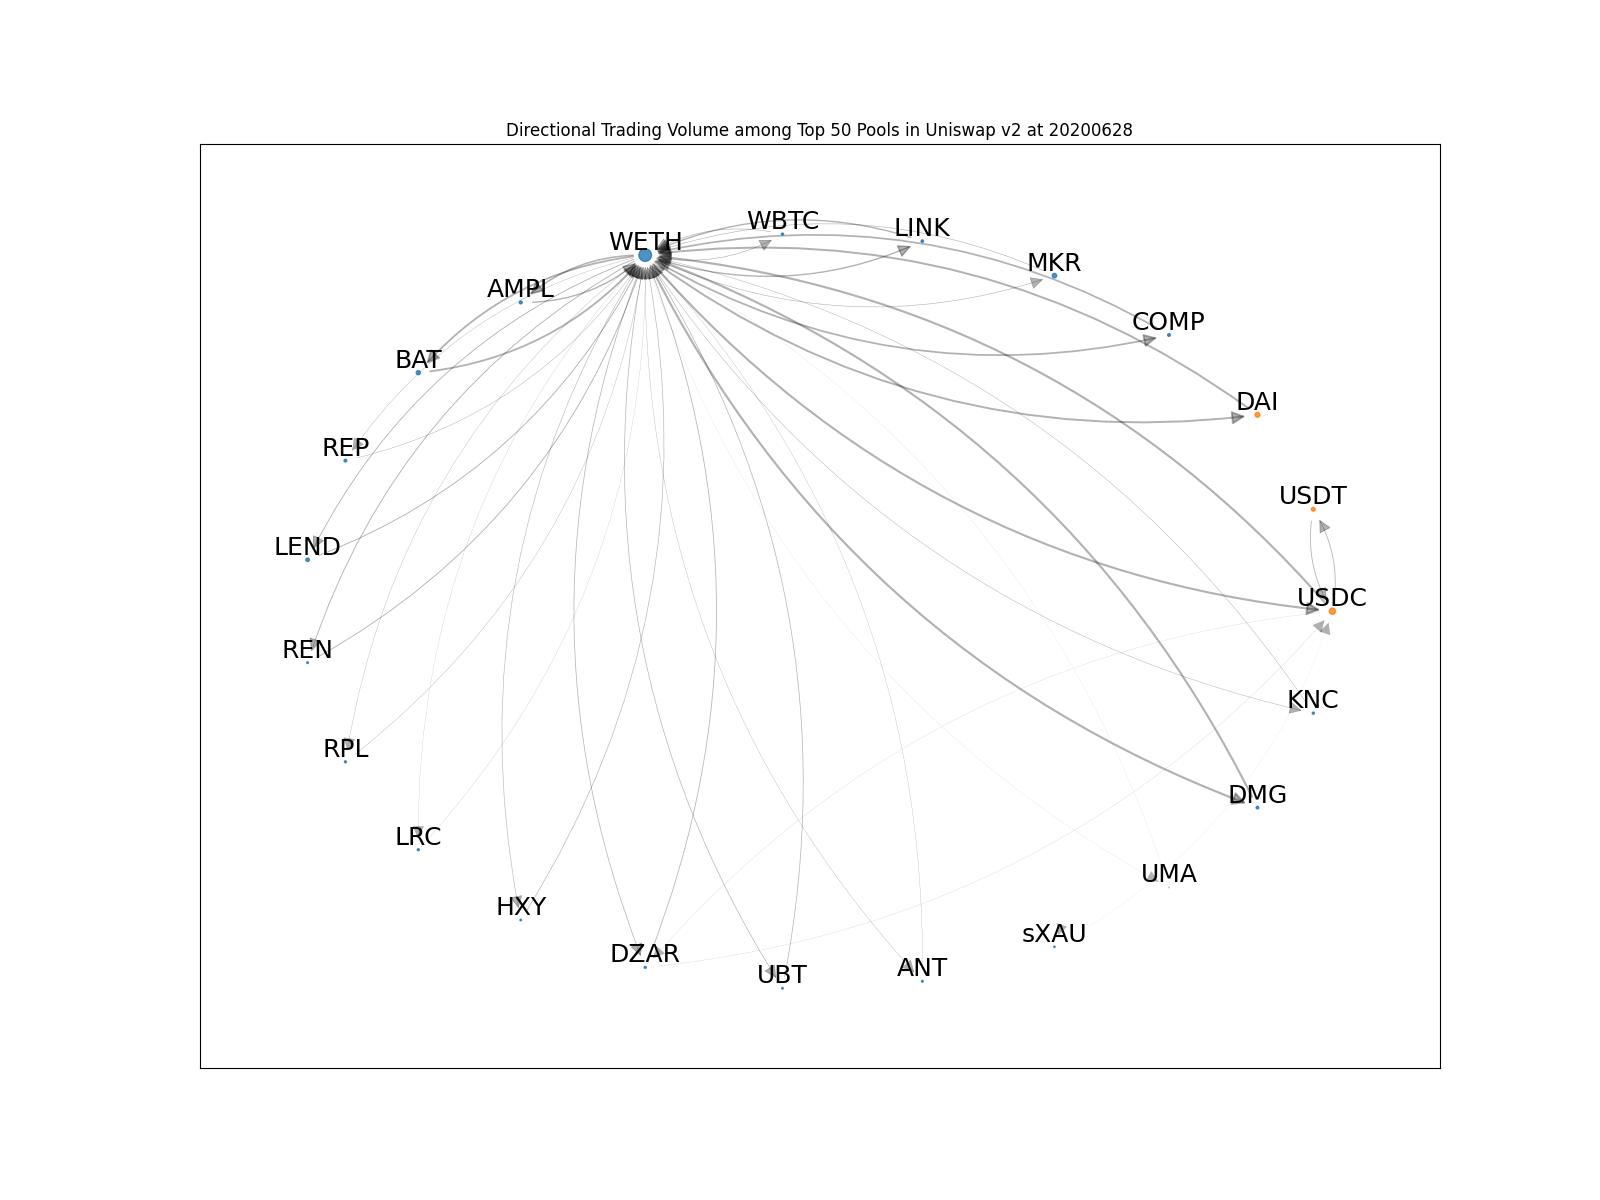 Directional Trading Volume among Top 50 Pools in Uniswap v2 at 20200628
WBTC
LINK
WETH
MKR
AMPL
COMP
BAT
DAI
REP
USDT
LEND
USDC
REN
KNC
RPL
DMG
LRC
UMA
HXY
sXAU
DZAR
UBT
ANT